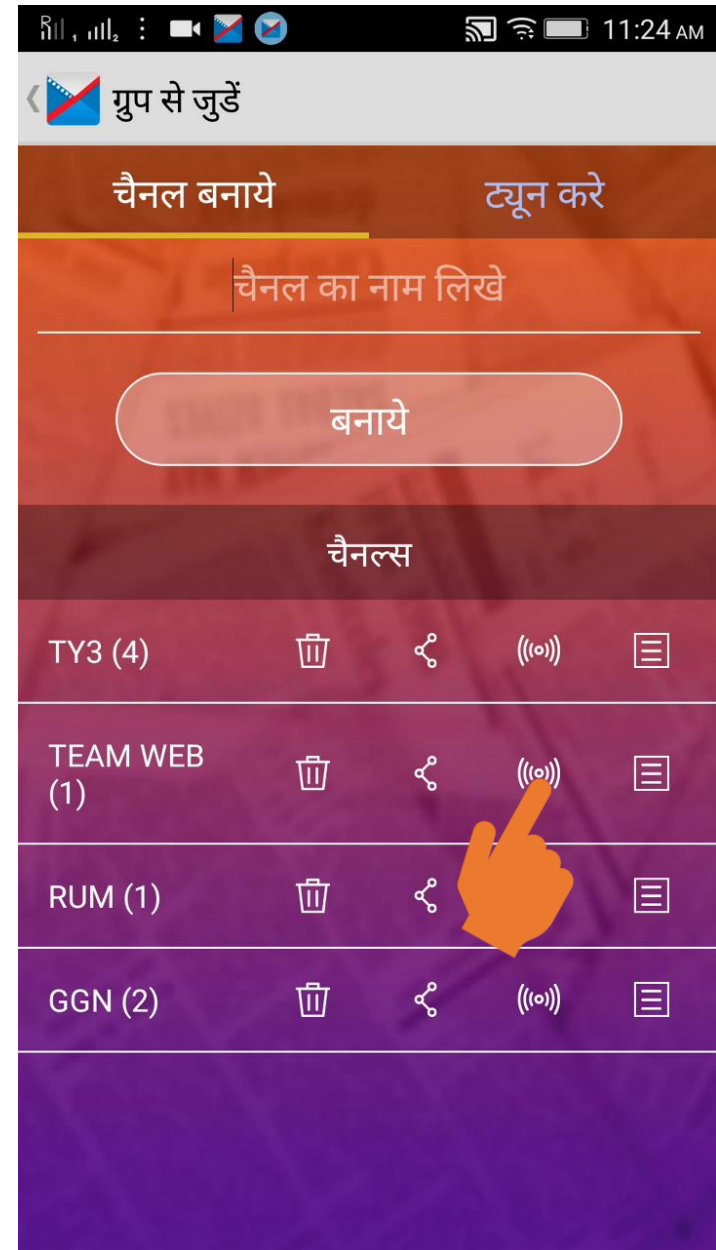 11:24 AM
ग्रुप से जुडें
चैनल बनाये
ट्यून करे
चैनल का नाम लिखे
बनाये
चैनल्स
TY3 (4)
TEAM WEB
(1)
RUM (1)
GGN (2)